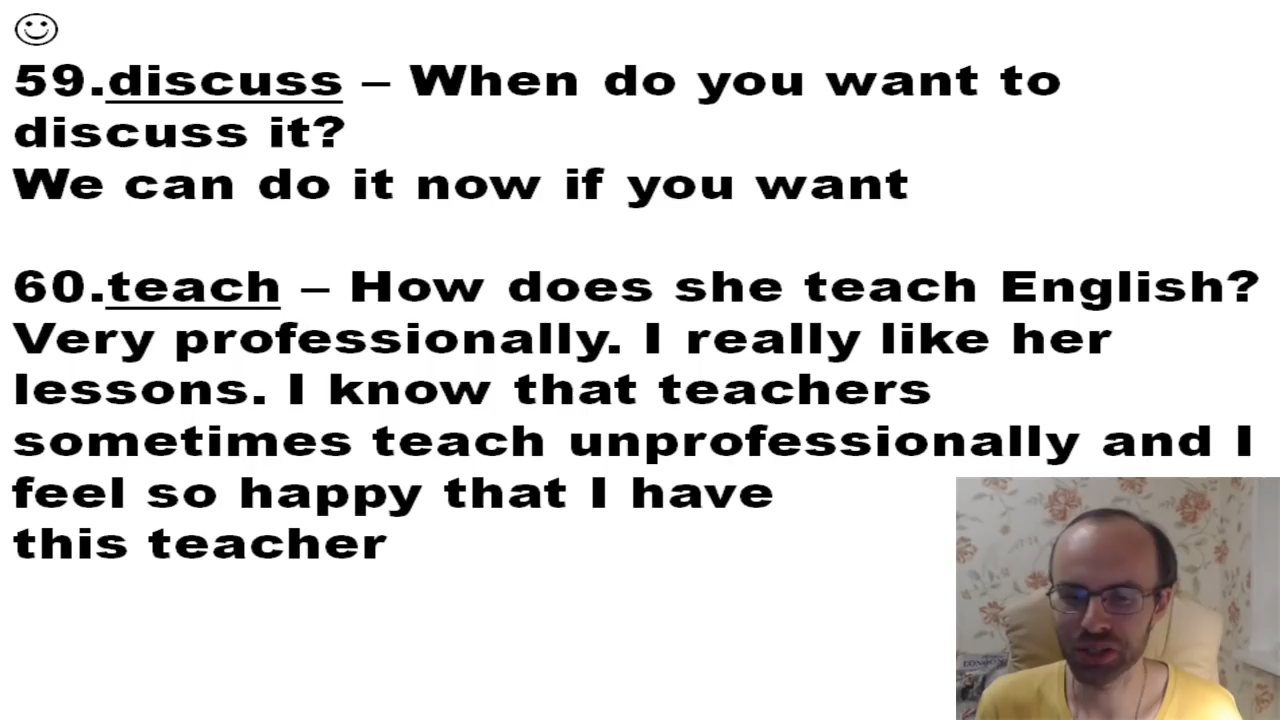 59.discuss – When do you want to
discuss it?
We can do it now if you want
60.teach – How does she teach English?
Very professionally. I really like her
lessons. I know that teachers
sometimes teach unprofessionally and I
feel so happy that I have
this teacher